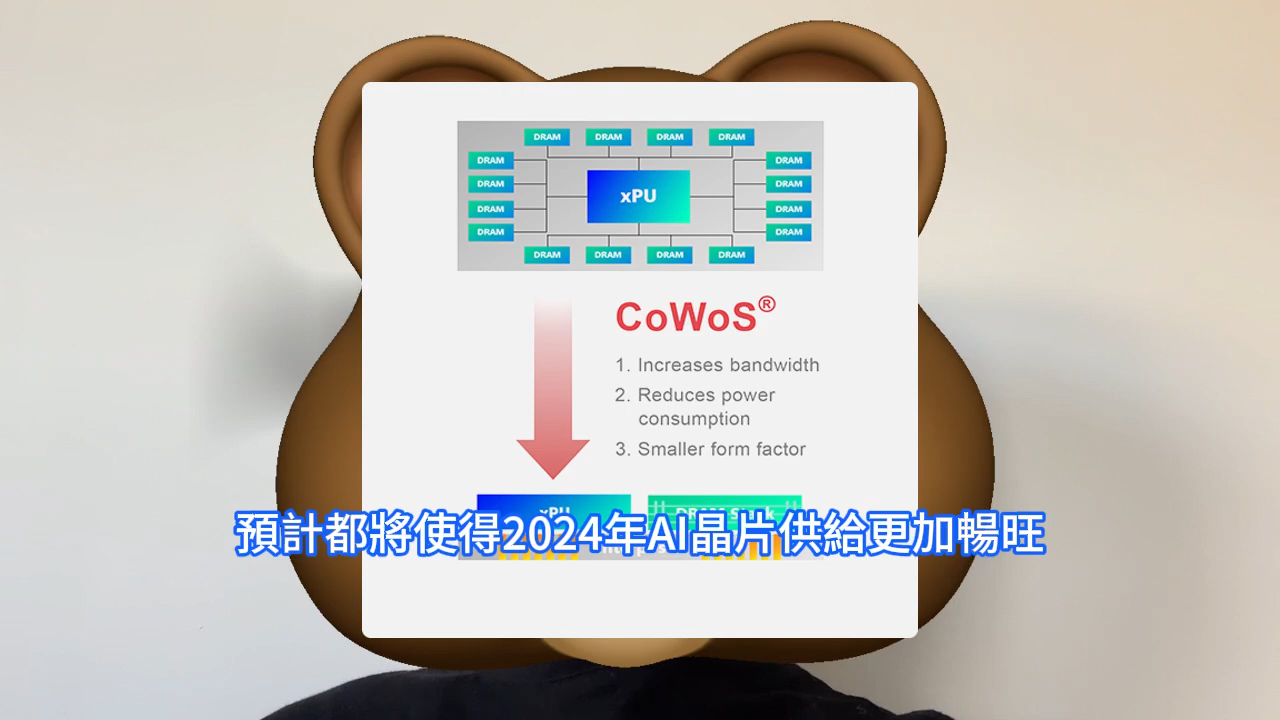 DRAM DRAM DRAM DRAM
DRAM DRAM
DRAM xPU DRAM
DRAM DRAM
DRAM DRAM
DRAM DRAM DRAM DRAM
CoWoS®
1. Increases bandwidth
2. Reduces power
consumption
3. Smaller form factor
xPU
預計都將使得2024年AI晶片供給更加暢旺